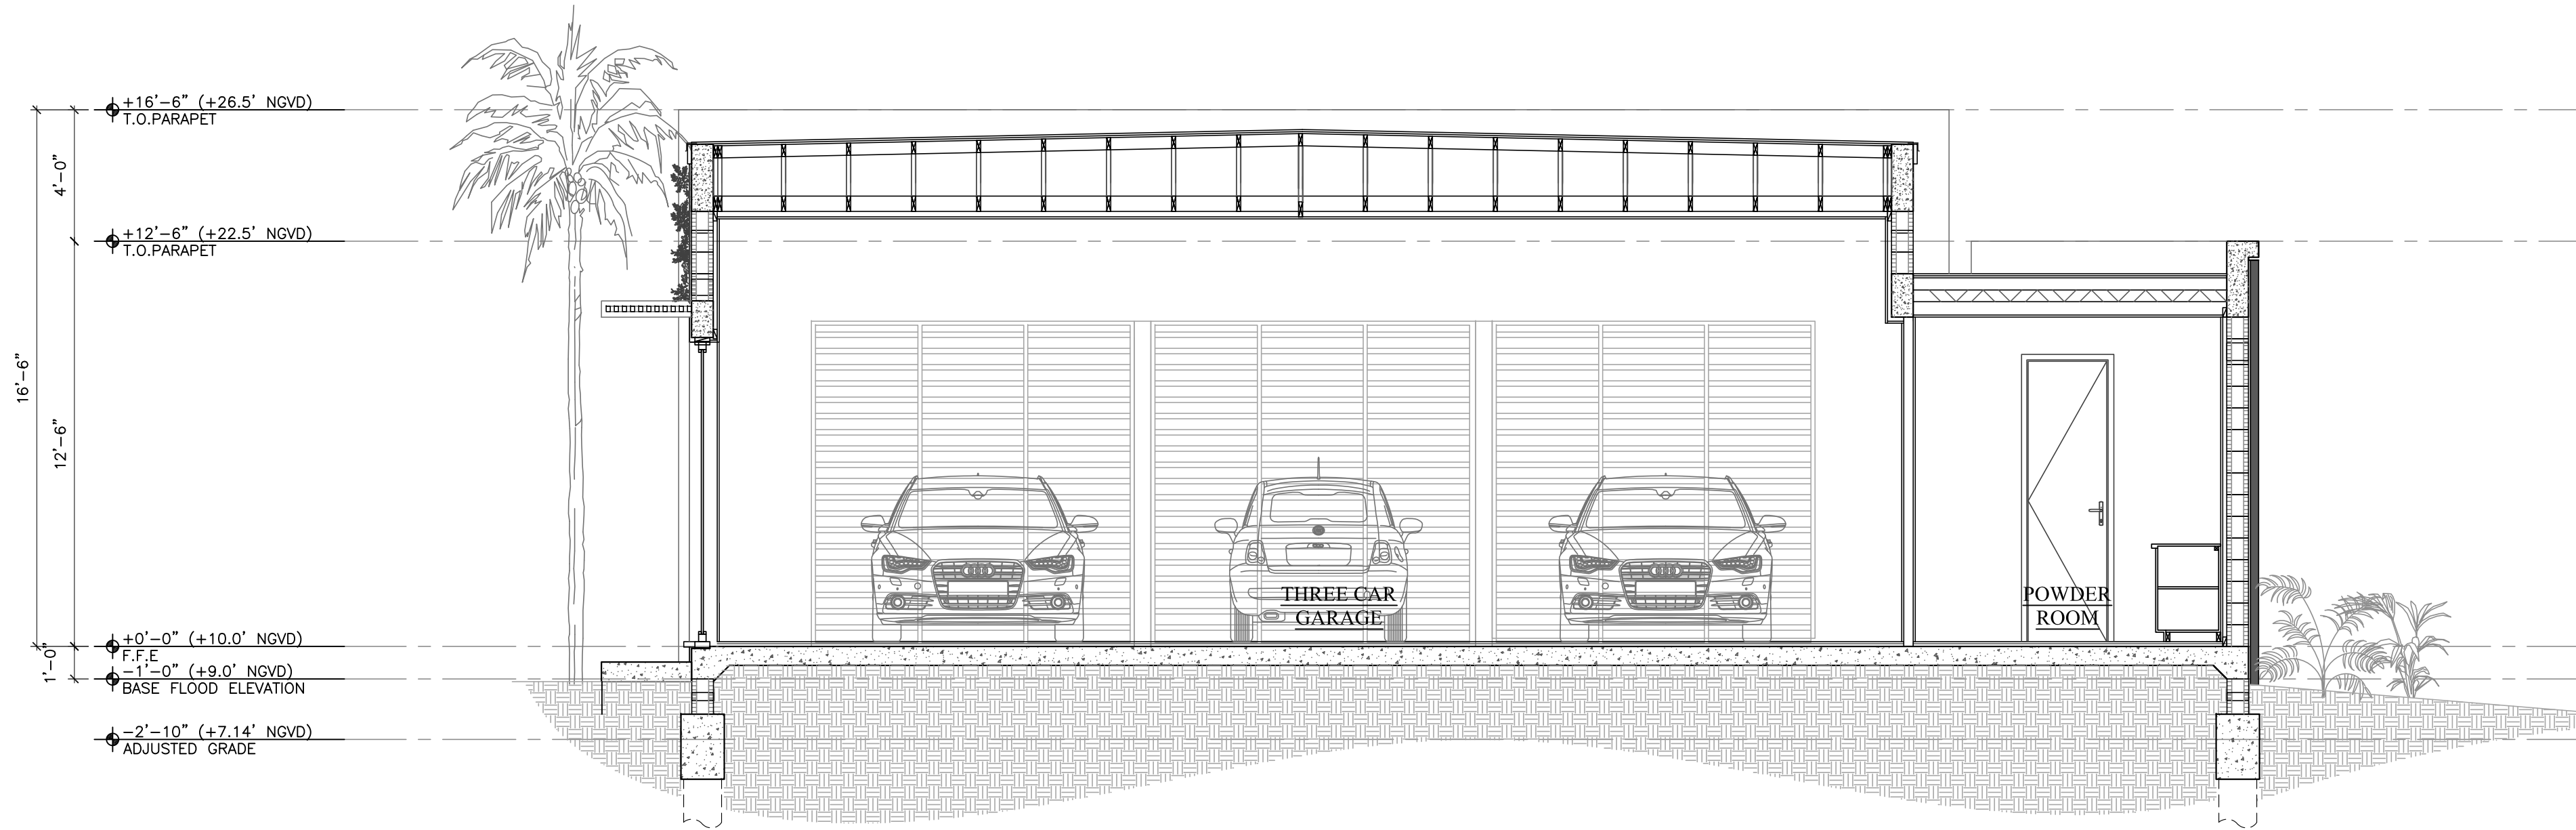 +16'-6" (+26.5' NGVD)
T.O.PARAPET
4'-0"
+12'-6" (+22.5' NGVD)
T.O.PARAPET
16'-6"
12'-6"
THREE CAR
GARAGE
POWDER
ROOM
+0'-0" (+10.0' NGVD)
F.F.E
1'-0"
-1'-0" (+9.0' NGVD)
BASE FLOOD ELEVATION
-2'-10" (+7.14' NGVD)
ADJUSTED GRADE